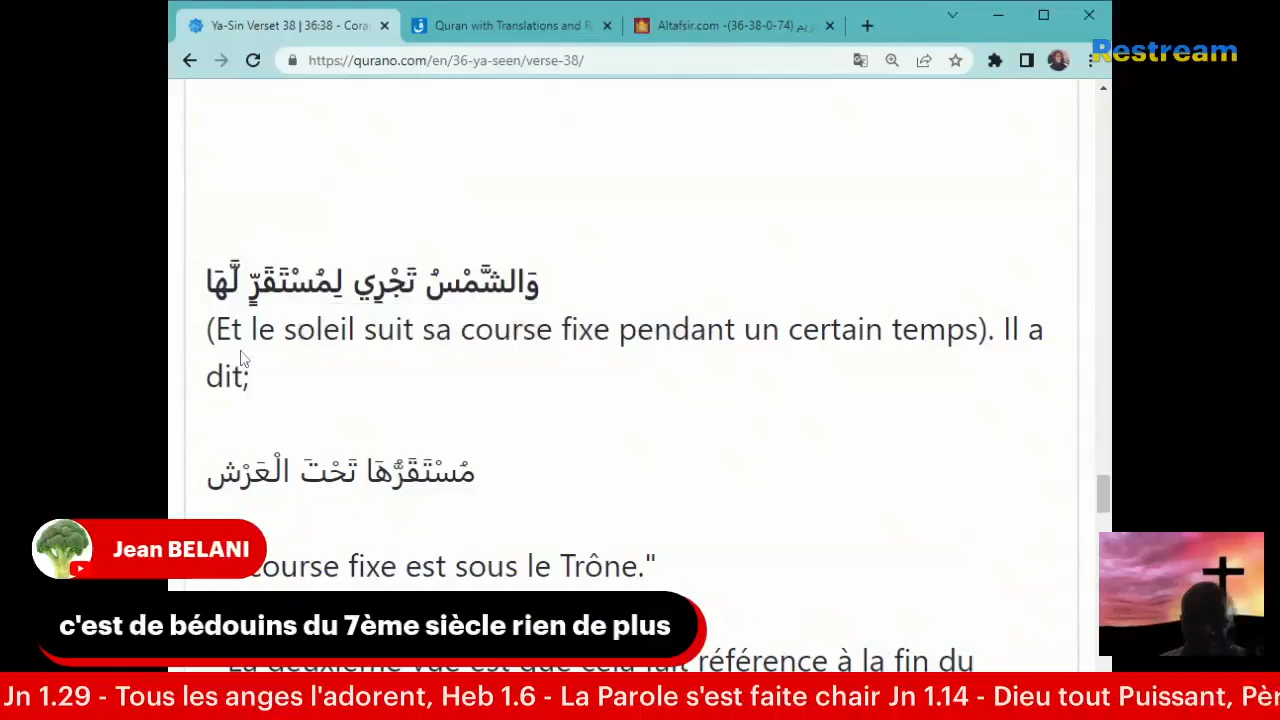 Ya-Sin Verset 38 | 36:38 - Cora
Quran with Translations and R
Altafsir.com -(36-38-0-74)
https://qurano.com/en/36-ya-seen/verse-38/
Restream
وَالشَّمْسُ تَجْرِي لِمُسْتَقَرٍّ لَّهَا
(Et le soleil suit sa course fixe pendant un certain temps). Il a
dit;
مُسْتَقَرُّهَا تَحْتَ الْعَرْش
Jean BELANI
course fixe est sous le Trône."
c'est de bédouins du 7ème siècle rien de plus
référence à la fin du
Jn 1.29 - Tous les anges l'adorent, Heb 1.6 - La Parole s'est faite chair Jn 1.14 - Dieu tout Puissant, Pèr